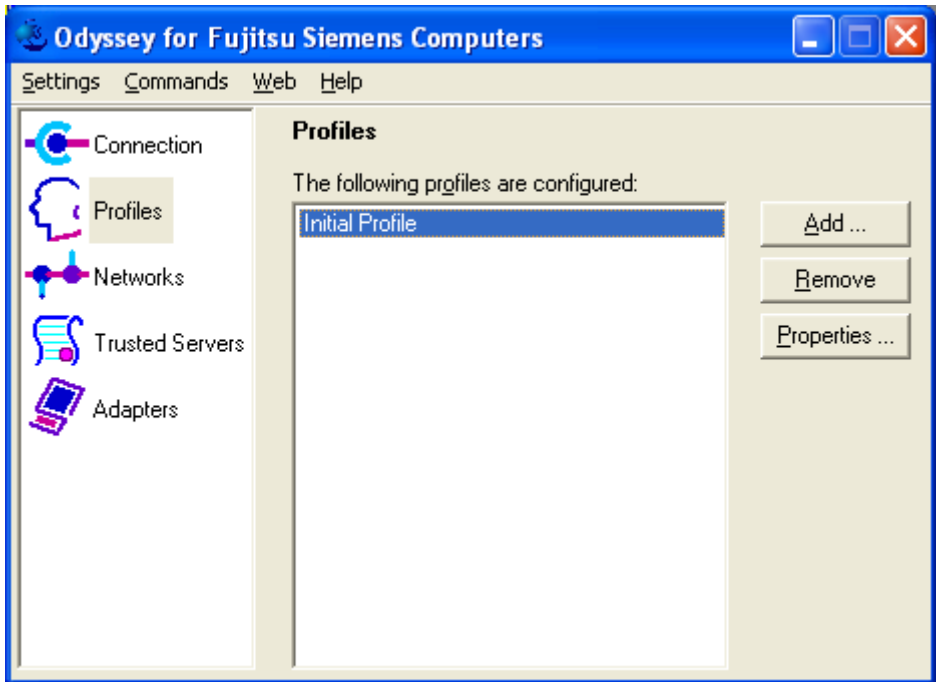 Odyssey for Fujitsu Siemens Computers
Settings Commands Web Help
Connection
Profiles
Networks
Trusted Servers
Adapters
Profiles
The following profiles are configured:
Initial Profile
Add ...
Remove
Properties ...